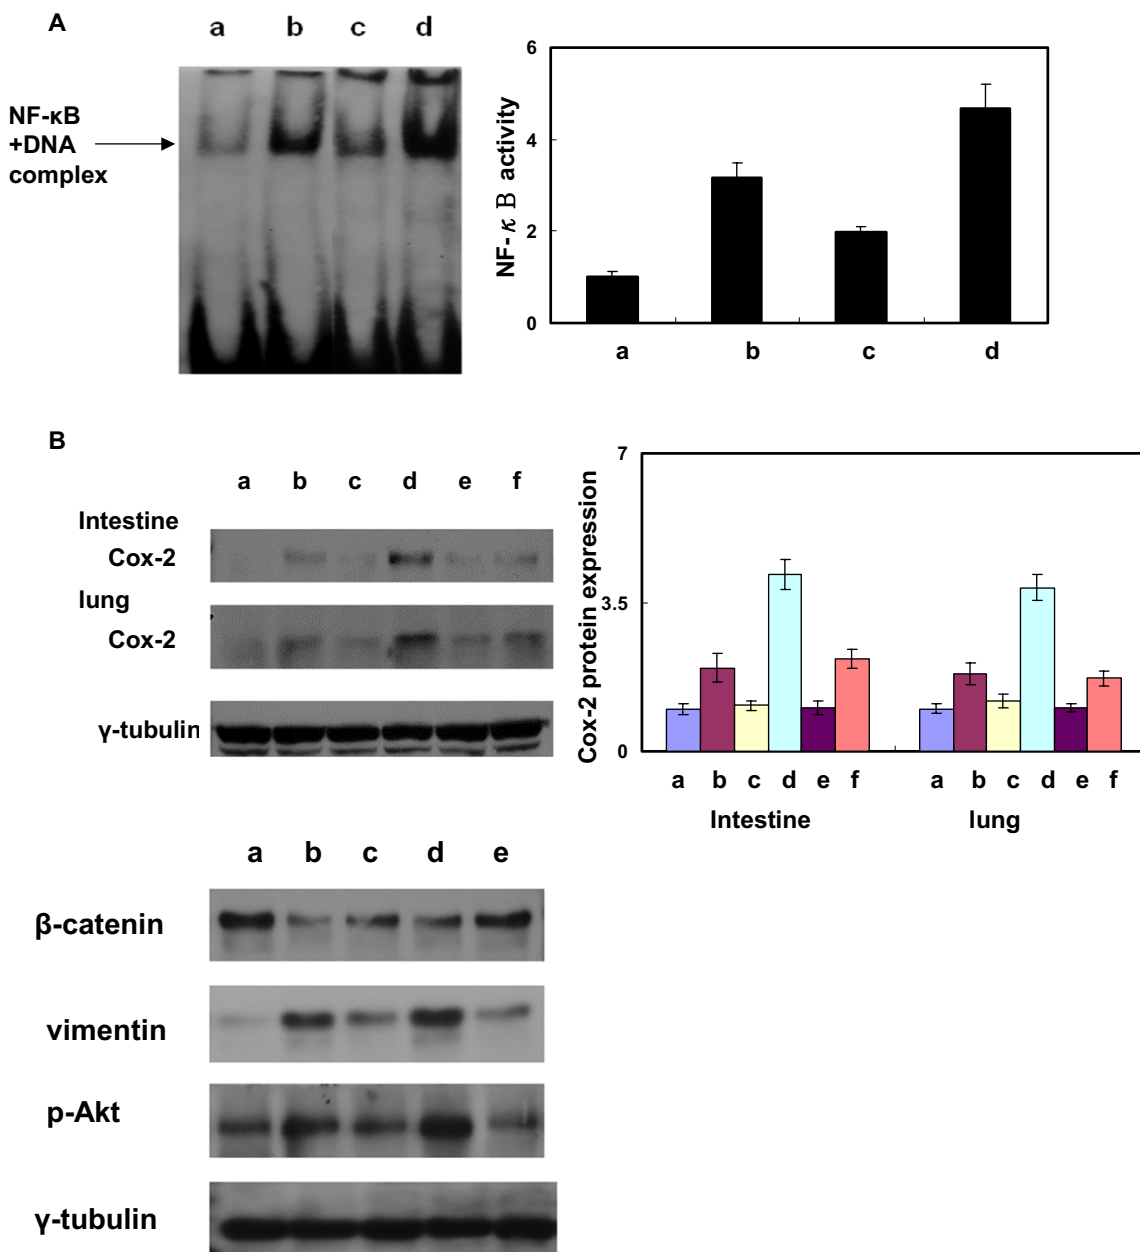 A
a b c d
NF-κB
+DNA
complex
6
4
2
0
NF-κ B activity
a b c d
B
a b c d e f
Intestine
Cox-2
lung
Cox-2
γ-tubulin
7
3.5
0
Cox-2 protein expression
a b c d e f a b c d e f
Intestine lung
a b c d e
β-catenin
vimentin
p-Akt
γ-tubulin